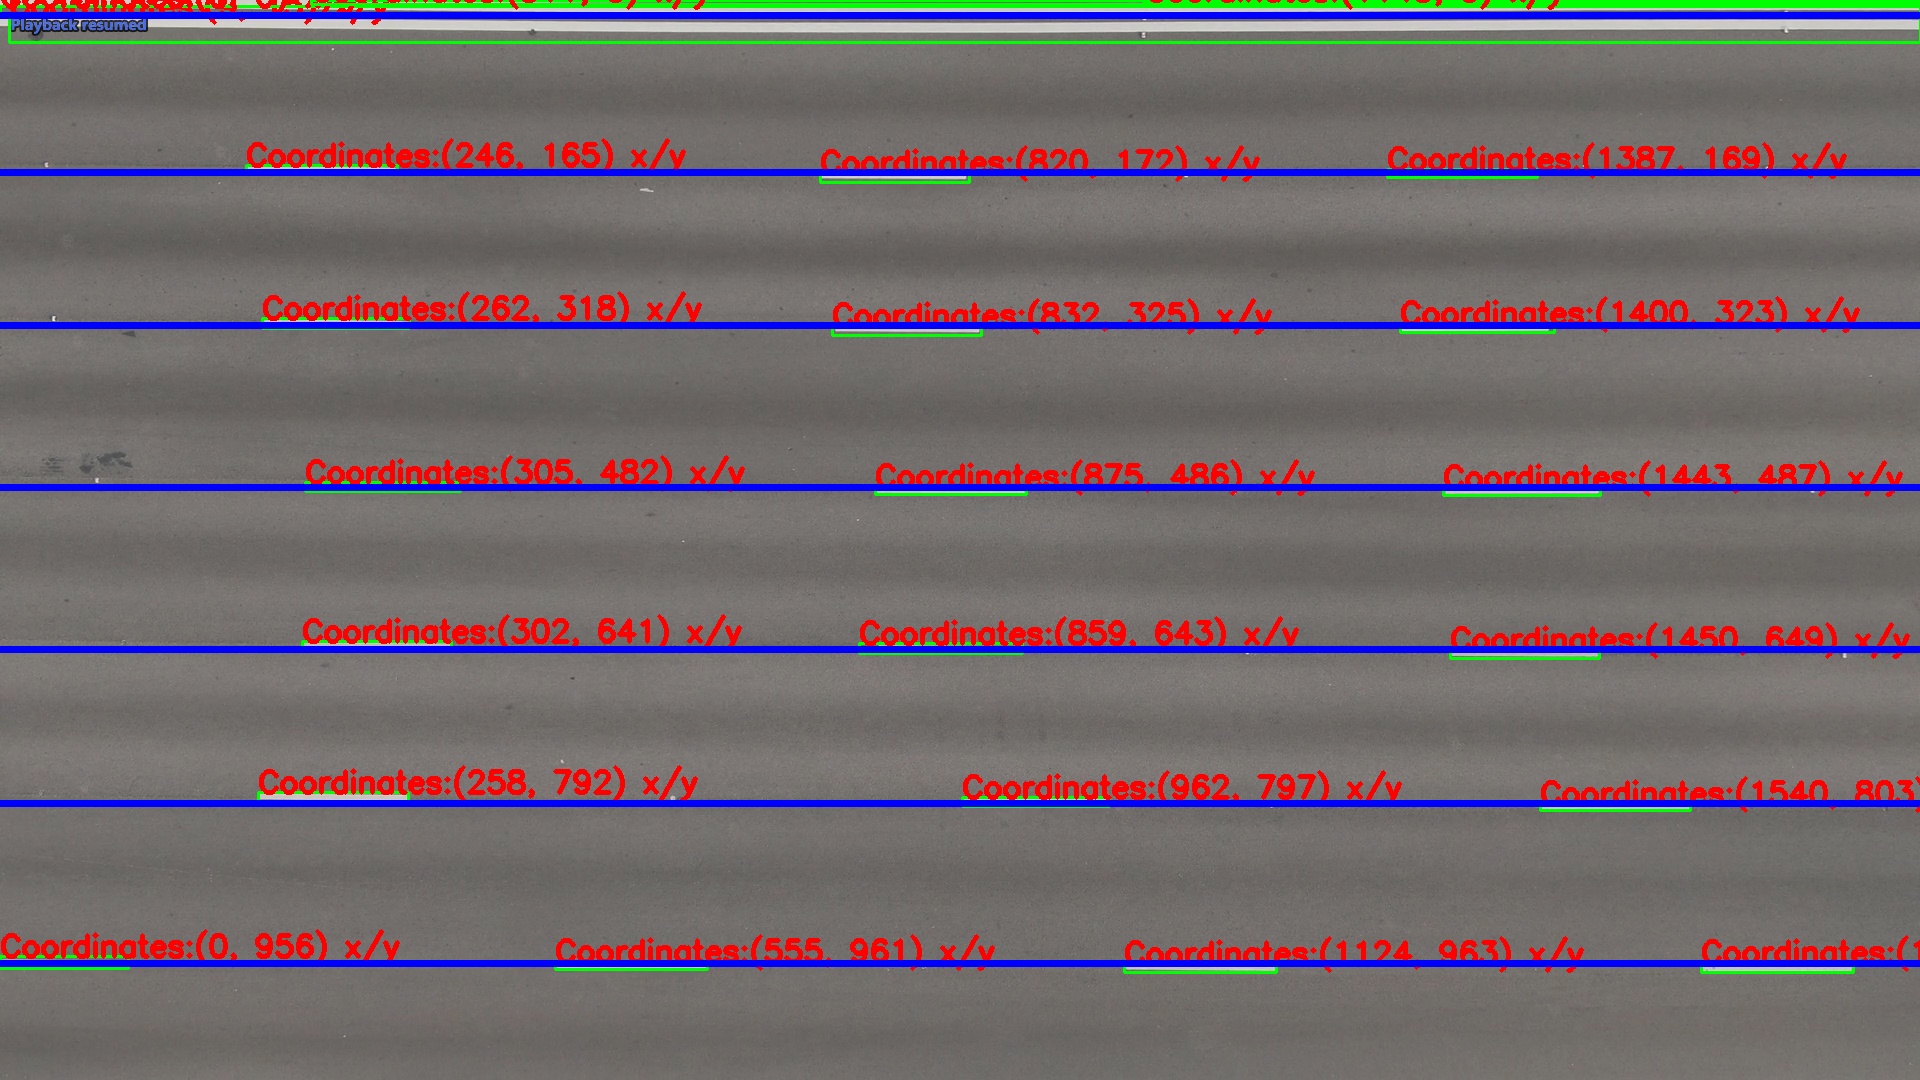 Playback resumed
Coordinates:(246, 165) x/y Coordinates:(820, 172) x/y Coordinates:(1387, 169) x/y
Coordinates:(262, 318) x/y Coordinates:(832, 325) x/y Coordinates:(1400, 323) x/y
Coordinates:(305, 482) x/y Coordinates:(875, 486) x/y Coordinates:(1443, 487) x/y
Coordinates:(302, 641) x/y Coordinates:(859, 643) x/y Coordinates:(1450, 649) x/y
Coordinates:(258, 792) x/y Coordinates:(962, 797) x/y Coordinates:(1540, 803)
Coordinates:(0, 956) x/y Coordinates:(555, 961) x/y Coordinates:(1124, 963) x/y Coordinates:(1